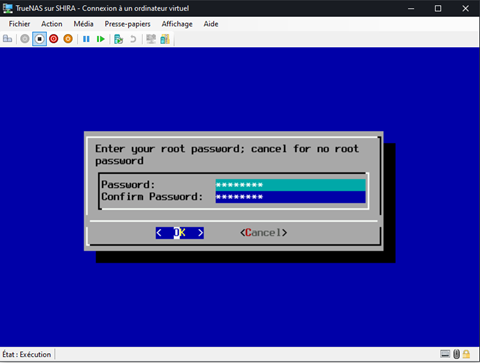 TrueNAS sur SHIRA - Connexion à un ordinateur virtuel
Fichier Action Média Presse-papiers Affichage Aide
Enter your root password; cancel for no root
password
Password: ********
Confirm Password: ********
< OK > <Cancel>
État : Exécution